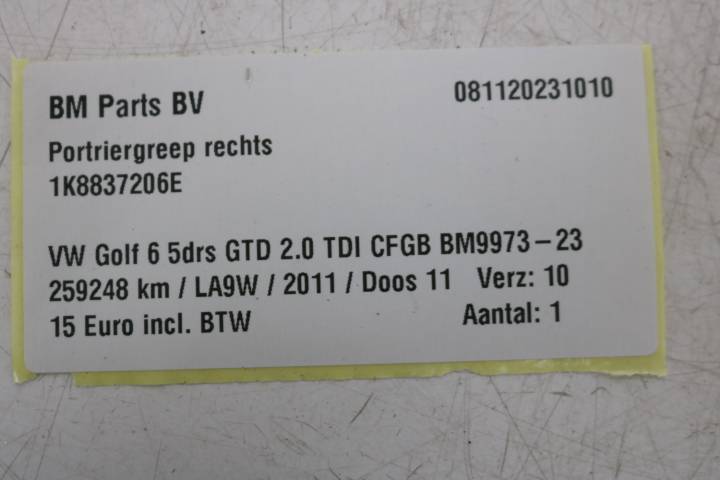 BM Parts BV 081120231010
Portriergreep rechts
1K8837206E
VW Golf 6 5drs GTD 2.0 TDI CFGB BM9973-23
259248 km / LA9W / 2011 / Doos 11 Verz: 10
15 Euro incl. BTW Aantal: 1